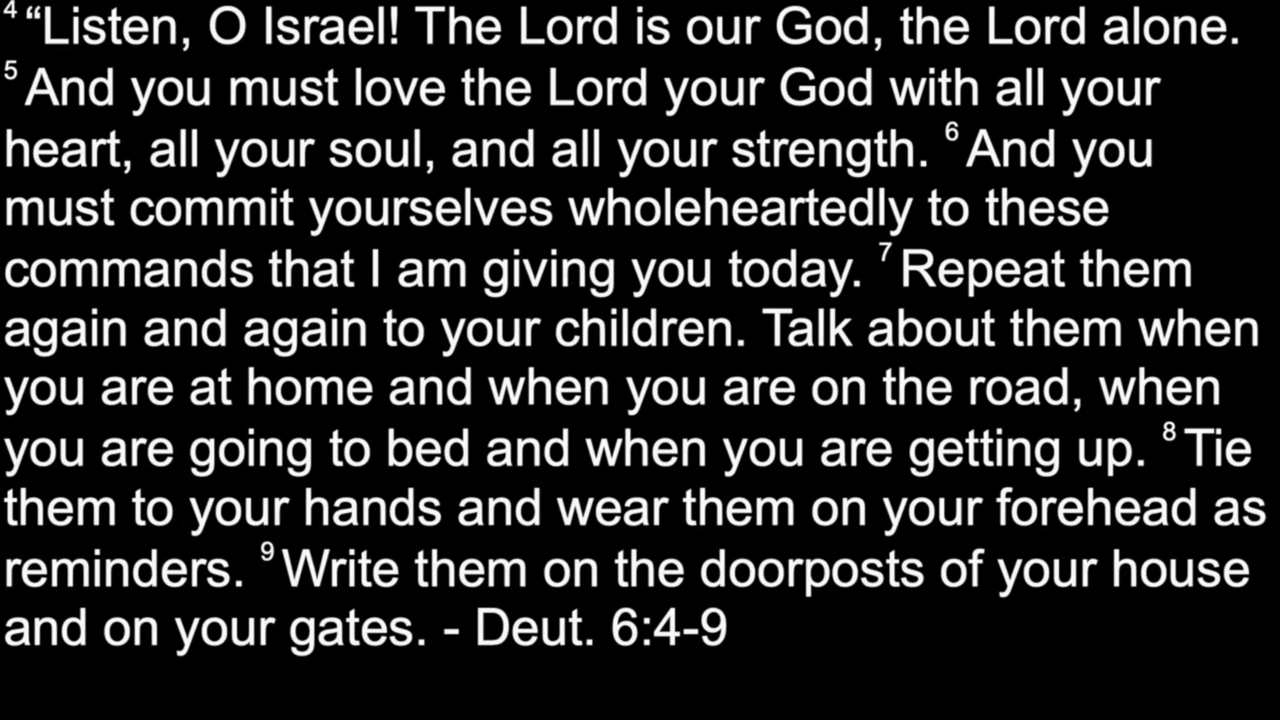 ⁴ “Listen, O Israel! The Lord is our God, the Lord alone.
⁵ And you must love the Lord your God with all your
heart, all your soul, and all your strength. ⁶ And you
must commit yourselves wholeheartedly to these
commands that I am giving you today. ⁷ Repeat them
again and again to your children. Talk about them when
you are at home and when you are on the road, when
you are going to bed and when you are getting up. ⁸ Tie
them to your hands and wear them on your forehead as
reminders. ⁹ Write them on the doorposts of your house
and on your gates. - Deut. 6:4-9